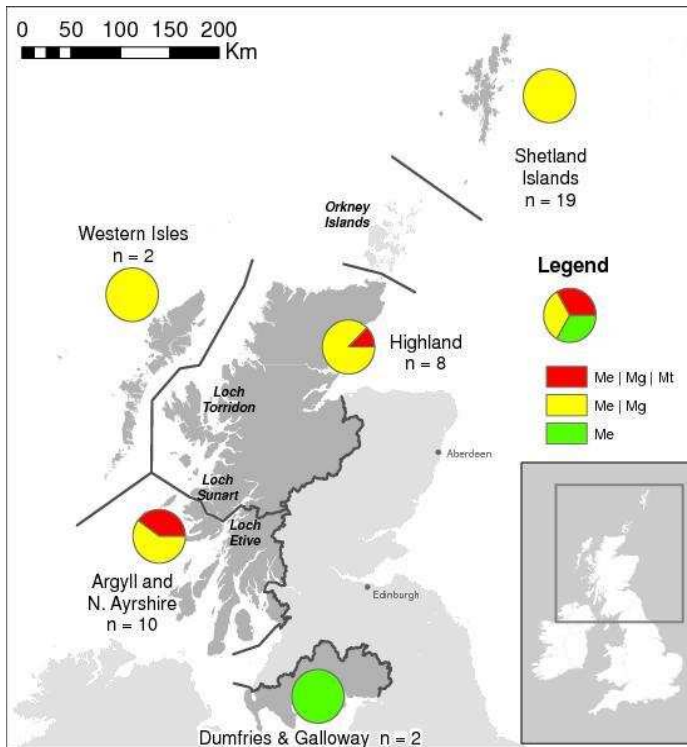 0 50 100 150 200
Km
Shetland
Islands
n = 19
Orkney
Islands
Western Isles
n = 2
Legend
Highland
n = 8
Me | Mg | Mt
Me | Mg
Me
Loch
Torridon
Aberdeen
Loch
Sunart
Loch
Etive
Argyll and
N. Ayrshire
n = 10
Edinburgh
Dumfries & Galloway n = 2